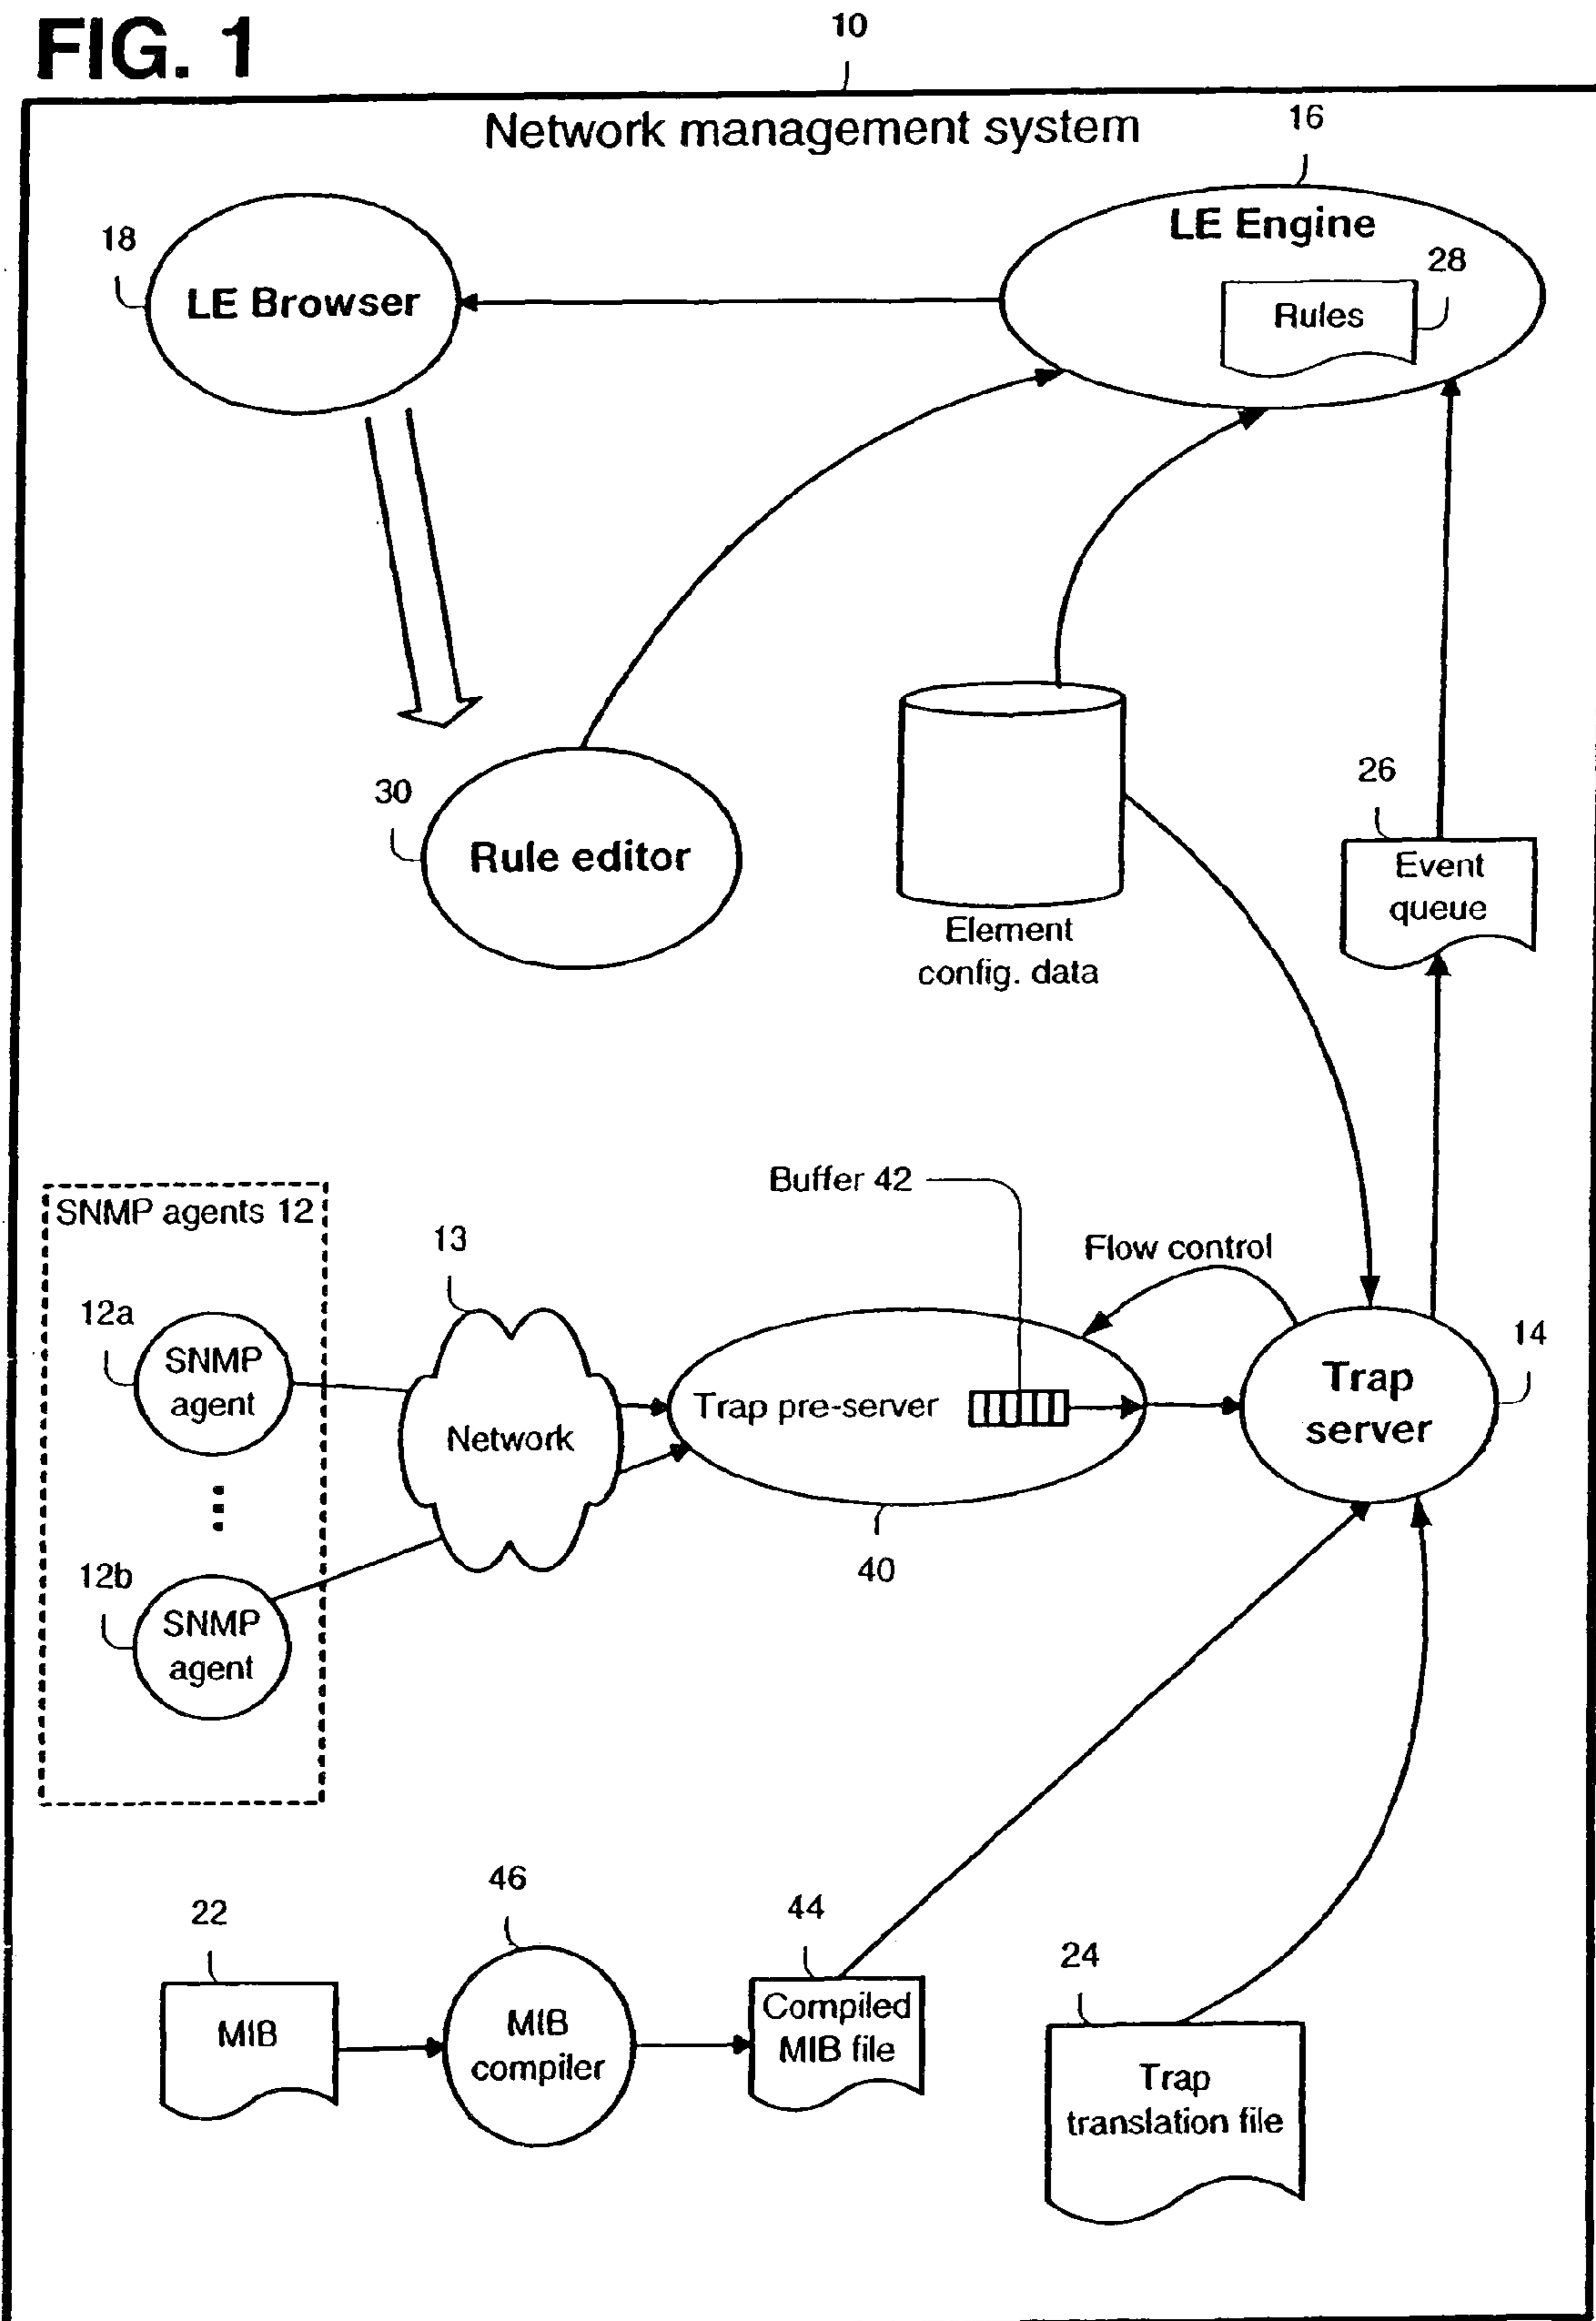 FIG. 1
10
Network management system
16
LE Engine
28
Rules
18
LE Browser
30
Rule editor
Element
config. data
26
Event
queue
Buffer 42
Flow control
SNMP agents 12
13
12a
SNMP
agent
Network
Trap pre-server
14
Trap
server
40
12b
SNMP
agent
22
MIB
46
MIB
compiler
44
Compiled
MIB file
24
Trap
translation file